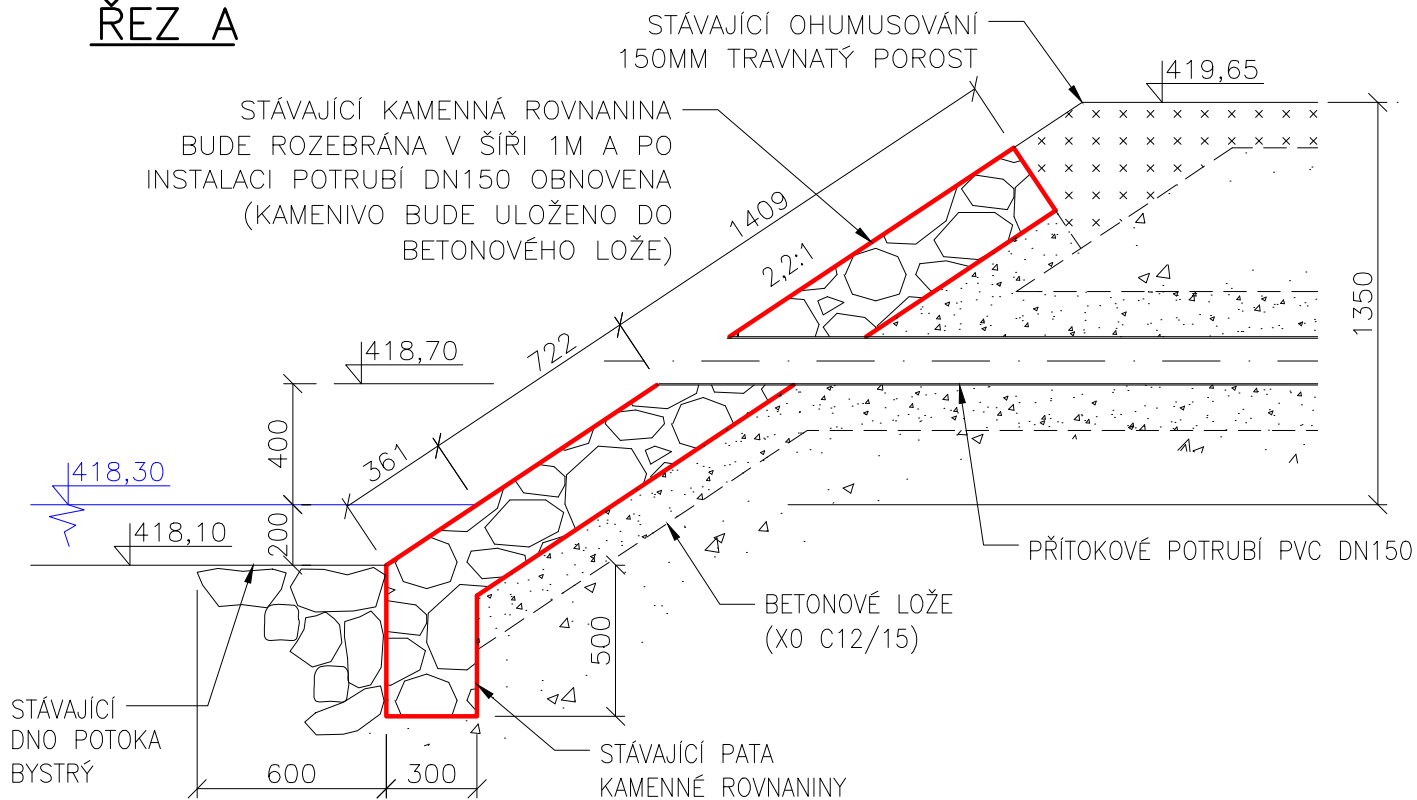 ŘEZ A
STÁVAJÍCÍ OHUMUSOVÁNÍ
150MM TRAVNATÝ POROST
419,65
STÁVAJÍCÍ KAMENNÁ ROVNANINA
BUDE ROZEBRÁNA V ŠÍŘI 1M A PO
INSTALACI POTRUBÍ DN150 OBNOVENA
(KAMENIVO BUDE ULOŽENO DO
BETONOVÉHO LOŽE)
1409
2,2:1
1350
722
418,70
400
361
418,30
200
418,10
PŘÍTOKOVÉ POTRUBÍ PVC DN150
BETONOVÉ LOŽE
(X0 C12/15)
500
STÁVAJÍCÍ
DNO POTOKA
BYSTRÝ
600
300
STÁVAJÍCÍ PATA
KAMENNÉ ROVNANINY